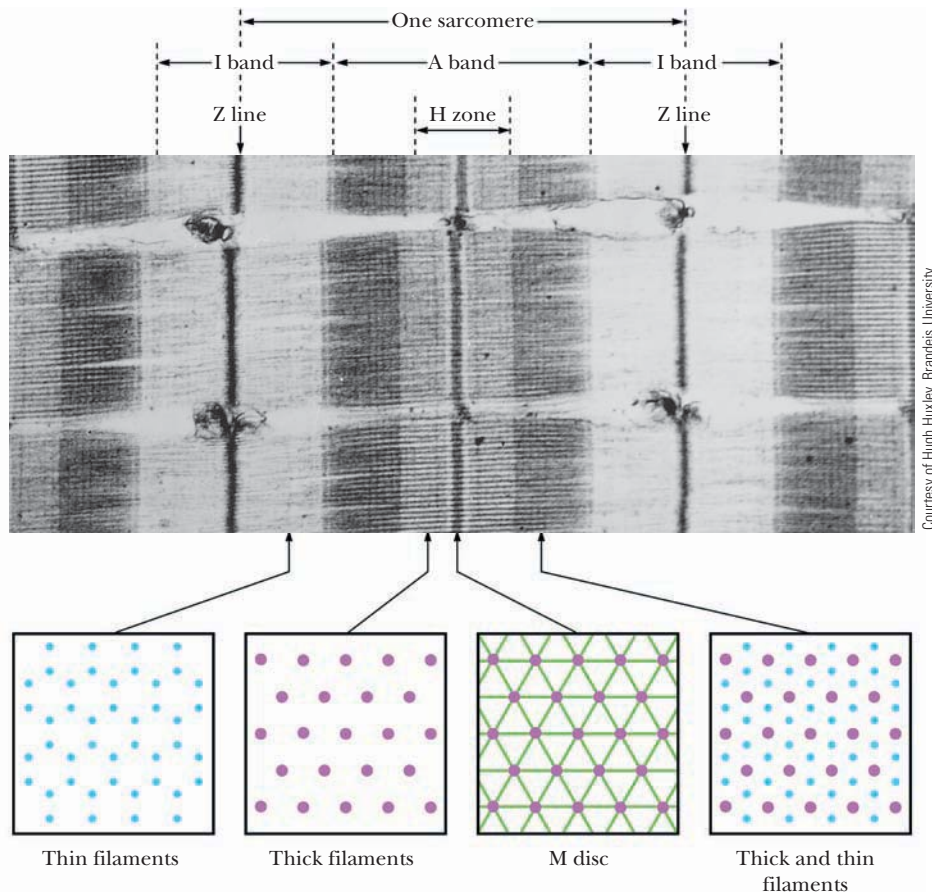 One sarcomere
I band
A band
I band
Z line
H zone
Z line
Courtesy of Hugh Huxley, Brandeis University
Thin filaments
Thick filaments
M disc
Thick and thin
filaments